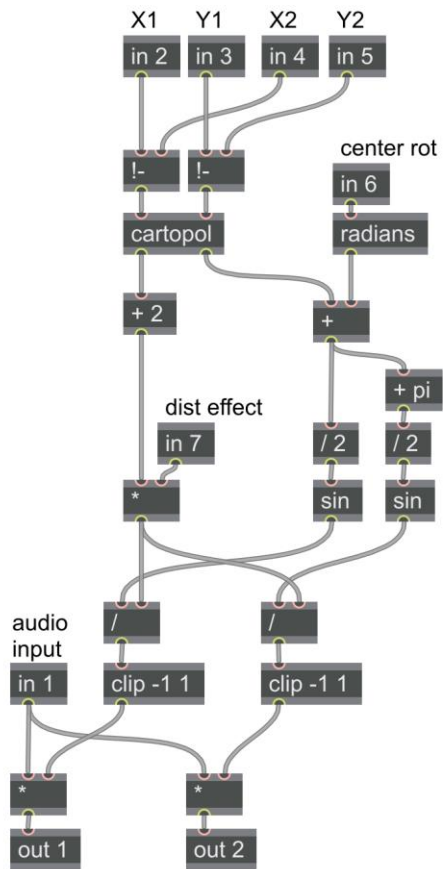 X1 Y1 X2 Y2
in 2 in 3 in 4 in 5
center rot
!- !- in 6
cartopol radians
+ 2 +
+ pi
dist effect
in 7 / 2 / 2
* sin sin
/ /
audio
input
in 1 clip -1 1 clip -1 1
* *
out 1 out 2